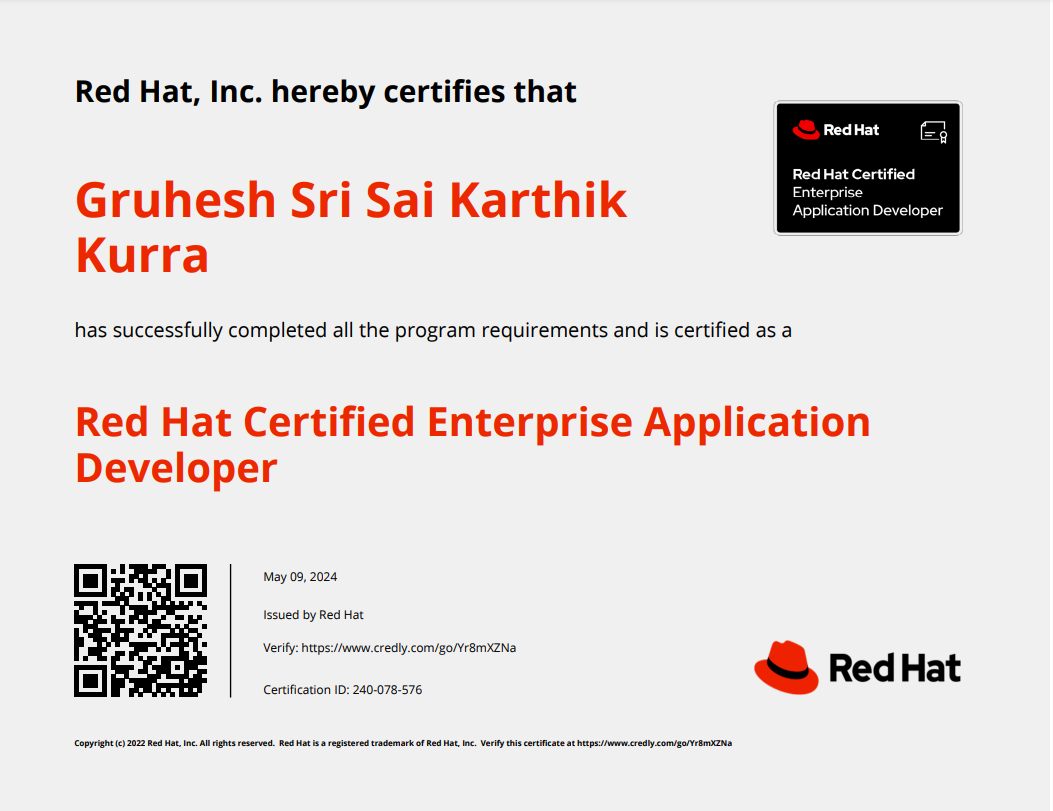 Red Hat, Inc. hereby certifies that
Red Hat
Red Hat Certified
Enterprise
Application Developer
Gruhesh Sri Sai Karthik
Kurra
has successfully completed all the program requirements and is certified as a
Red Hat Certified Enterprise Application
Developer
May 09, 2024
Issued by Red Hat
Verify: https://www.credly.com/go/Yr8mXZNa
Certification ID: 240-078-576
Red Hat
Copyright (c) 2022 Red Hat, Inc. All rights reserved.  Red Hat is a registered trademark of Red Hat, Inc.  Verify this certificate at https://www.credly.com/go/Yr8mXZNa